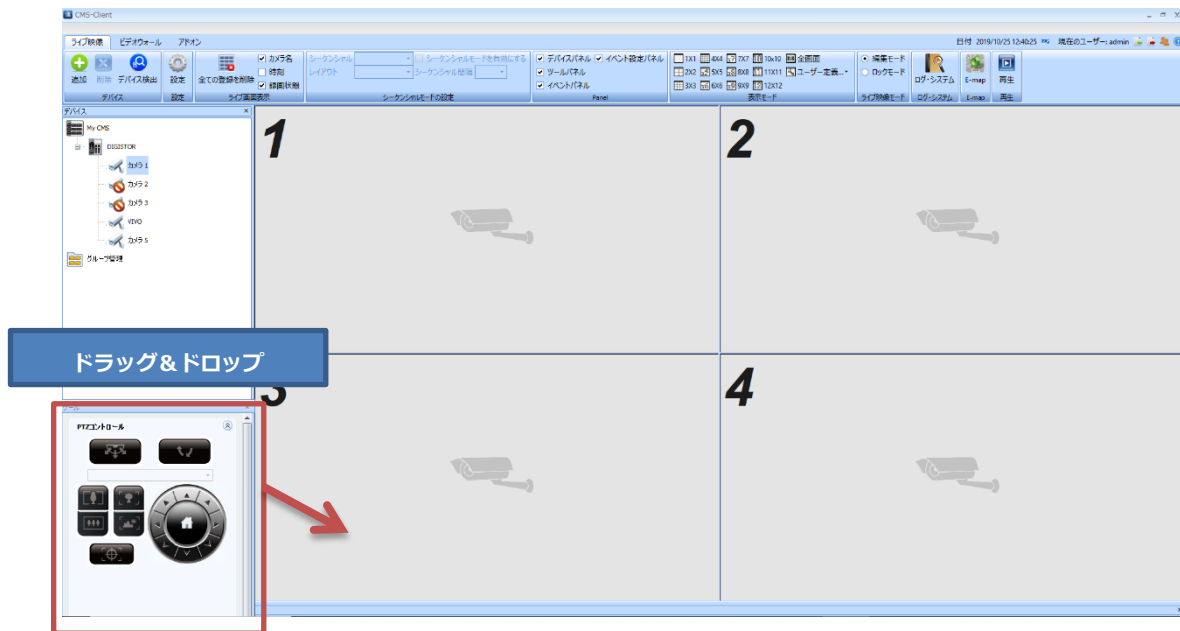 CMS-Client
ライブ映像 ビデオウォール アドオン
日付 2019/10/25 12:40:25 現在のユーザー: admin
追加 削除 デバイス検出
デバイス
設定
設定
全ての登録を削除
カメラ名
時刻
録画状態
ライブ画面表示
シーケンシャル シーケンシャルモードを有効にする
レイアウト シーケンシャル間隔
シーケンシャルモードの設定
デバイスパネル イベント設定パネル
ツールパネル
イベントパネル
Panel
1X1 4X4 7X7 10x10 全画面
2X2 5X5 8X8 11X11 ユーザー定義...
3X3 6X6 9X9 12X12
表示モード
編集モード
ロックモード
ライブ映像モード
ログ・システム
ログ・システム
E-map
E-map
再生
再生
デバイス
My CMS
DIGISTOR
カメラ 1
カメラ 2
カメラ 3
VIVO
カメラ 5
グループ管理
1
2
ドラッグ&ドロップ
3
4
ツール
PTZコントロール